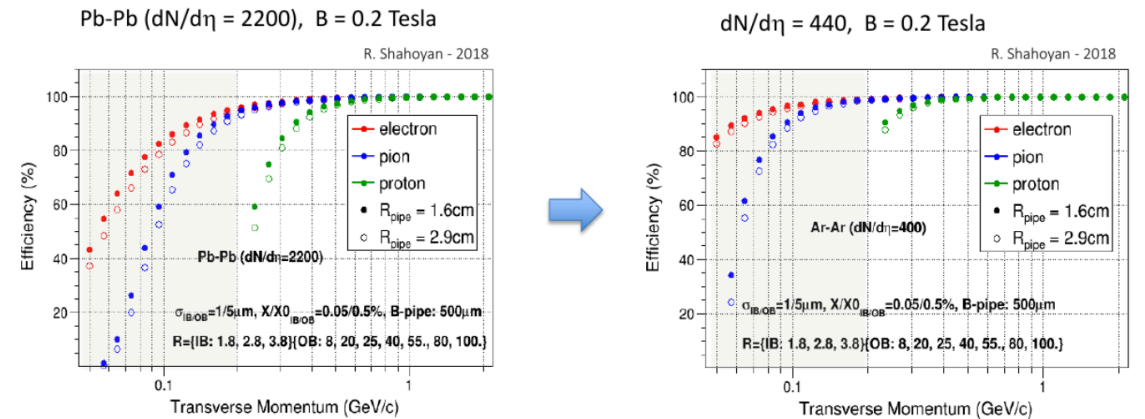 Pb-Pb (dN/dη = 2200), B = 0.2 Tesla
R. Shahoyan - 2018
Efficiency (%)
100
80
60
40
20
electron
pion
proton
R_pipe = 1.6cm
R_pipe = 2.9cm
Pb-Pb (dN/dη=2200)
σ_IB/OB=1/5μm, X/X0_IB/OB=0.05/0.5%, B-pipe: 500μm
R={IB: 1.8, 2.8, 3.8}{OB: 8, 20, 25, 40, 55., 80, 100.}
0.1
1
Transverse Momentum (GeV/c)
dN/dη = 440, B = 0.2 Tesla
R. Shahoyan - 2018
Efficiency (%)
100
80
60
40
20
electron
pion
proton
R_pipe = 1.6cm
R_pipe = 2.9cm
Ar-Ar (dN/dη=400)
σ_IB/OB=1/5μm, X/X0_IB/OB=0.05/0.5%, B-pipe: 500μm
R={IB: 1.8, 2.8, 3.8}{OB: 8, 20, 25, 40, 55., 80, 100.}
0.1
1
Transverse Momentum (GeV/c)